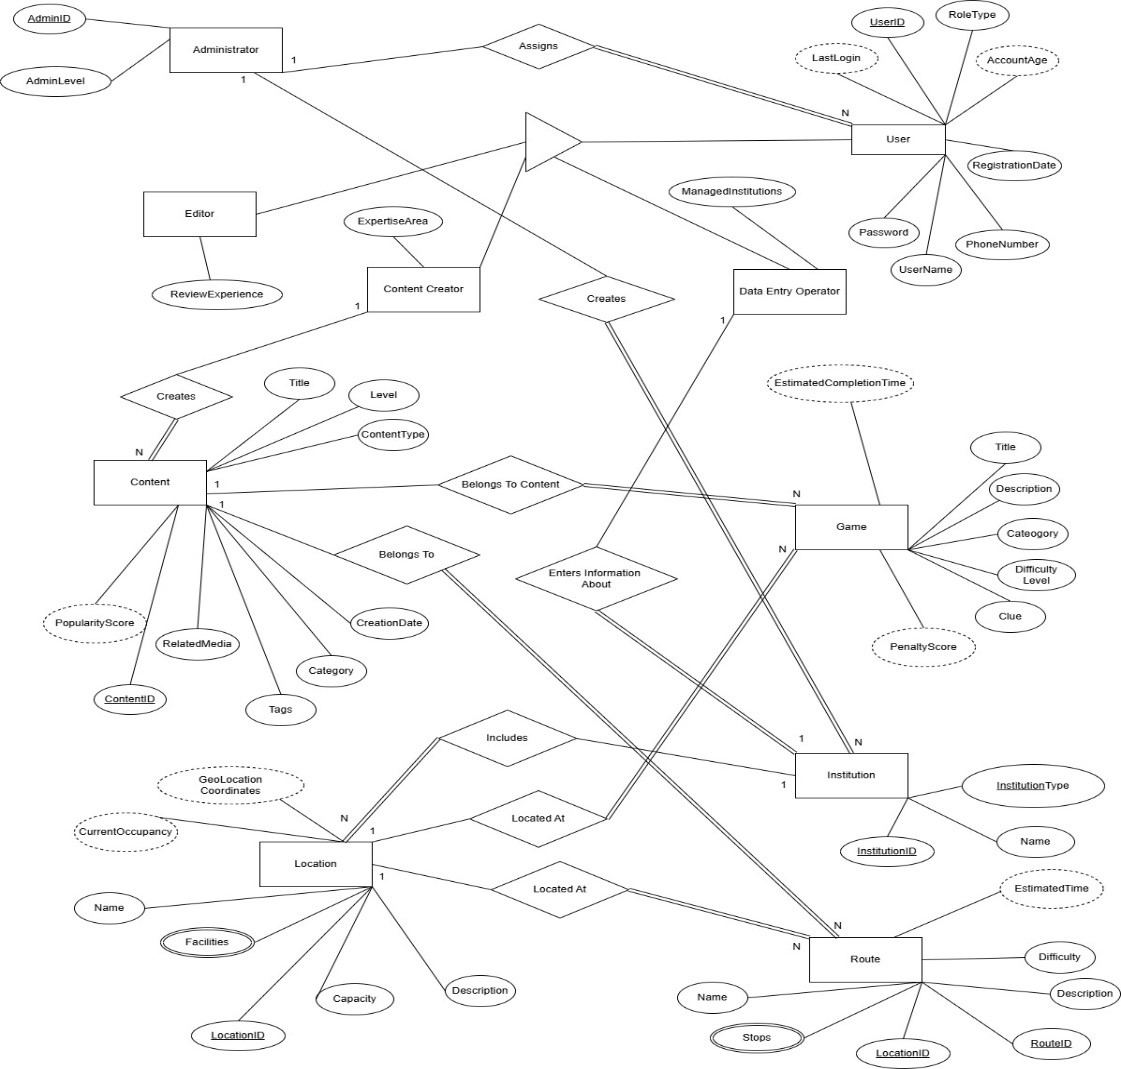 AdminID
RoleType
UserID
Assigns
Administrator
LastLogin
AccountAge
1
AdminLevel
1
N
User
RegistrationDate
ManagedInstitutions
Editor
ExpertiseArea
Password
PhoneNumber
UserName
Content Creator
Data Entry Operator
ReviewExperience
Creates
1
1
Title
EstimatedCompletionTime
Level
Creates
ContentType
Title
N
Content
1
Belongs To Content
N
Description
1
Game
Cateogory
N
Belongs To
Enters Information
About
Difficulty
Level
Clue
PopularityScore
CreationDate
RelatedMedia
PenaltyScore
Category
ContentID
Tags
Includes
1
N
Institution
GeoLocation
Coordinates
1
InstitutionType
N
Located At
CurrentOccupancy
1
Name
InstitutionID
Location
1
Located At
EstimatedTime
Name
N
Facilities
N
Route
Difficulty
Description
Name
Description
Capacity
LocationID
Stops
RouteID
LocationID